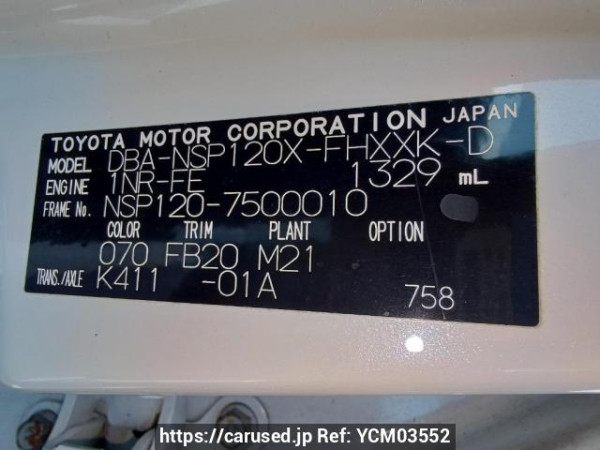 TOYOTA MOTOR CORPORATION JAPAN
MODEL DBA-NSP120X-FHXXK-D
ENGINE 1NR-FE 1329 mL
FRAME No. NSP120-7500010
COLOR TRIM PLANT OPTION
070 FB20 M21
TRANS./AXLE K411 -01A
758
https://carused.jp Ref: YCM03552